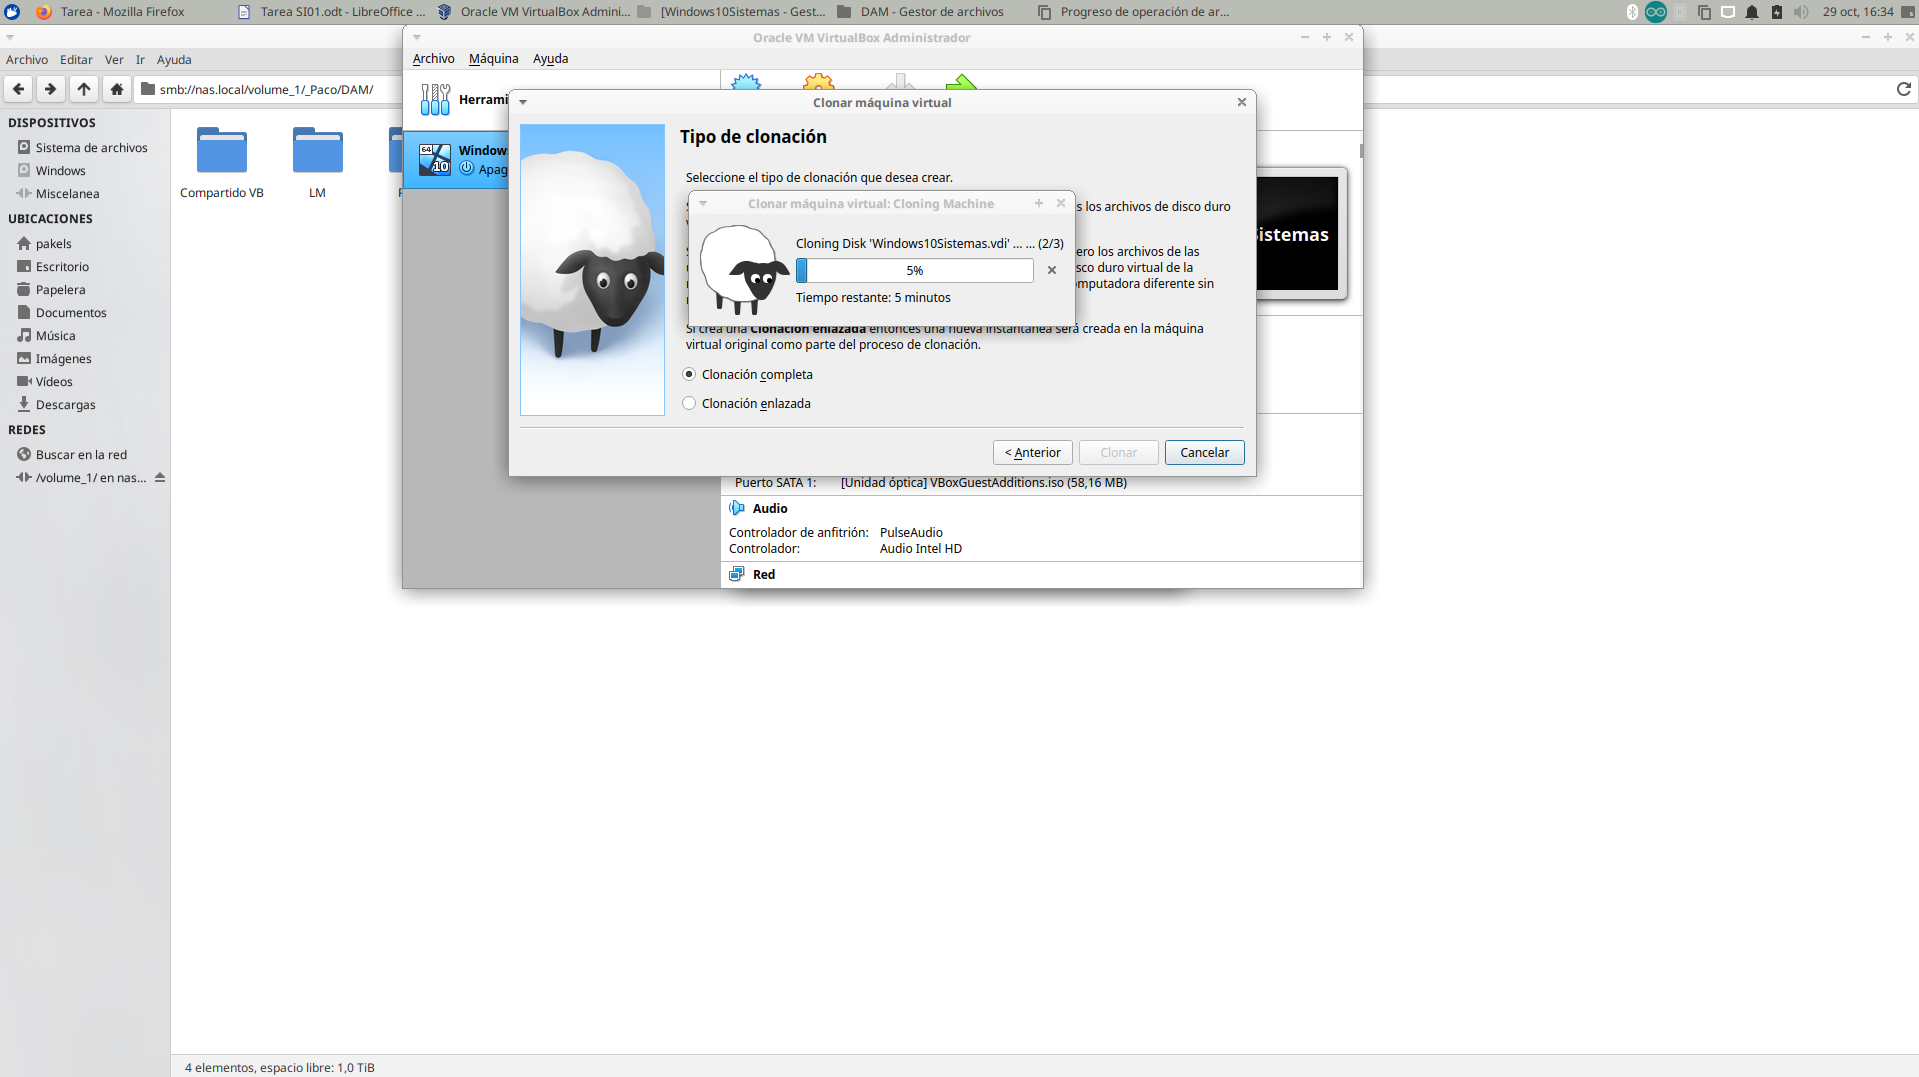 Tarea - Mozilla Firefox
Tarea SI01.odt - LibreOffice ...
Oracle VM VirtualBox Admini...
[Windows10Sistemas - Gest...
DAM - Gestor de archivos
Progreso de operación de ar...
29 oct, 16:34
Archivo Editar Ver Ir Ayuda
smb://nas.local/volume_1/_Paco/DAM/
DISPOSITIVOS
Sistema de archivos
Windows
Miscelanea
UBICACIONES
pakels
Escritorio
Papelera
Documentos
Música
Imágenes
Vídeos
Descargas
REDES
Buscar en la red
/volume_1/ en nas...
Compartido VB
LM
4 elementos, espacio libre: 1,0 TiB
Oracle VM VirtualBox Administrador
Archivo Máquina Ayuda
Herrami
64
10
Window
Apag
Sistemas
Clonar máquina virtual
Tipo de clonación
Seleccione el tipo de clonación que desea crear.
s los archivos de disco duro
ero los archivos de las
sco duro virtual de la
mputadora diferente sin
Si crea una Clonación enlazada entonces una nueva instantánea será creada en la máquina
virtual original como parte del proceso de clonación.
Clonación completa
Clonación enlazada
< Anterior
Clonar
Cancelar
Clonar máquina virtual: Cloning Machine
Cloning Disk 'Windows10Sistemas.vdi' ... ... (2/3)
5%
Tiempo restante: 5 minutos
Puerto SATA 1: [Unidad óptica] VBoxGuestAdditions.iso (58,16 MB)
Audio
Controlador de anfitrión: PulseAudio
Controlador: Audio Intel HD
Red